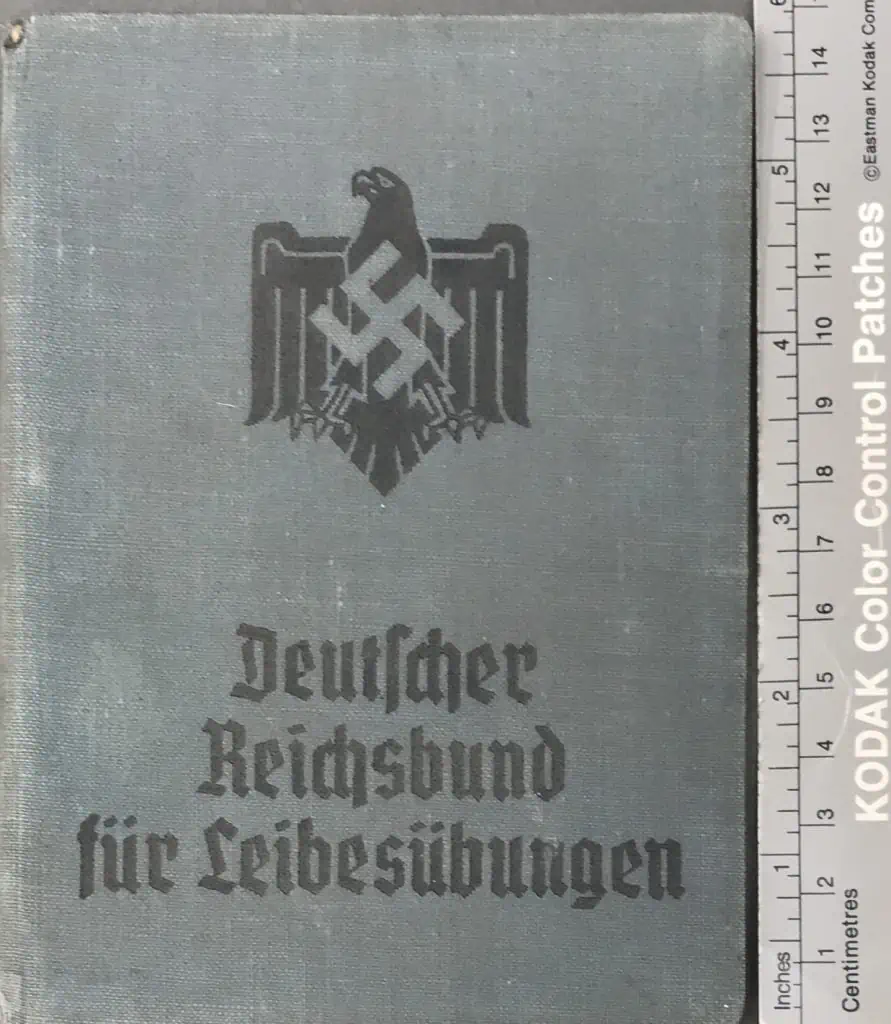 Deutscher
Reichsbund
für Leibesübungen
KODAK Color Control Patches
©Eastman Kodak Com
Inches
1 2 3 4 5 6
Centimetres
1 2 3 4 5 6 7 8 9 10 11 12 13 14